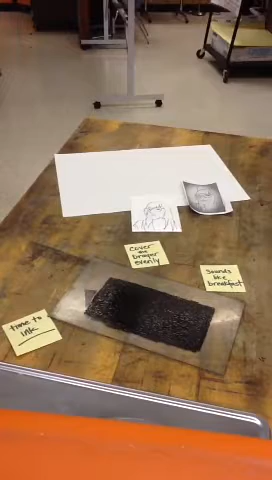 Cover
the
brayer
evenly
Sounds
like
breakfast
time to
ink